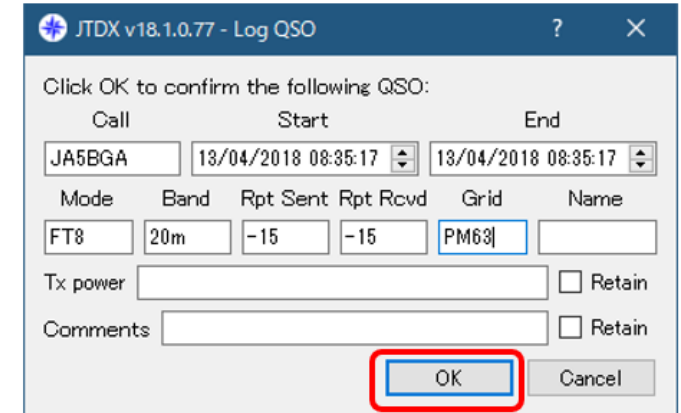 JTDX v18.1.0.77 - Log QSO ? ×
Click OK to confirm the following QSO:
Call Start End
JA5BGA 13/04/2018 08:35:17 13/04/2018 08:35:17
Mode Band Rpt Sent Rpt Rcvd Grid Name
FT8 20m -15 -15 PM63
Tx power Retain
Comments Retain
OK Cancel